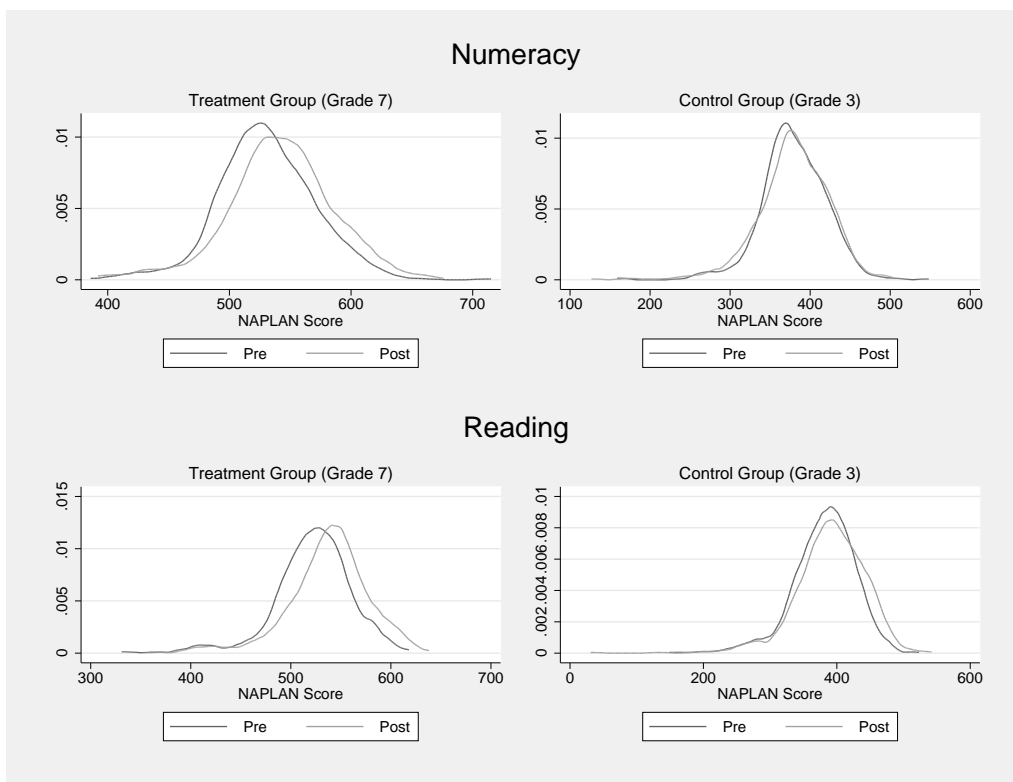 Numeracy
Treatment Group (Grade 7)
.01
.005
0
400 500 600 700
NAPLAN Score
Pre Post
Control Group (Grade 3)
.01
.005
0
100 200 300 400 500 600
NAPLAN Score
Pre Post
Reading
Treatment Group (Grade 7)
.015
.01
.005
0
300 400 500 600 700
NAPLAN Score
Pre Post
Control Group (Grade 3)
.01
.008
.006
.004
.002
0
0 200 400 600
NAPLAN Score
Pre Post